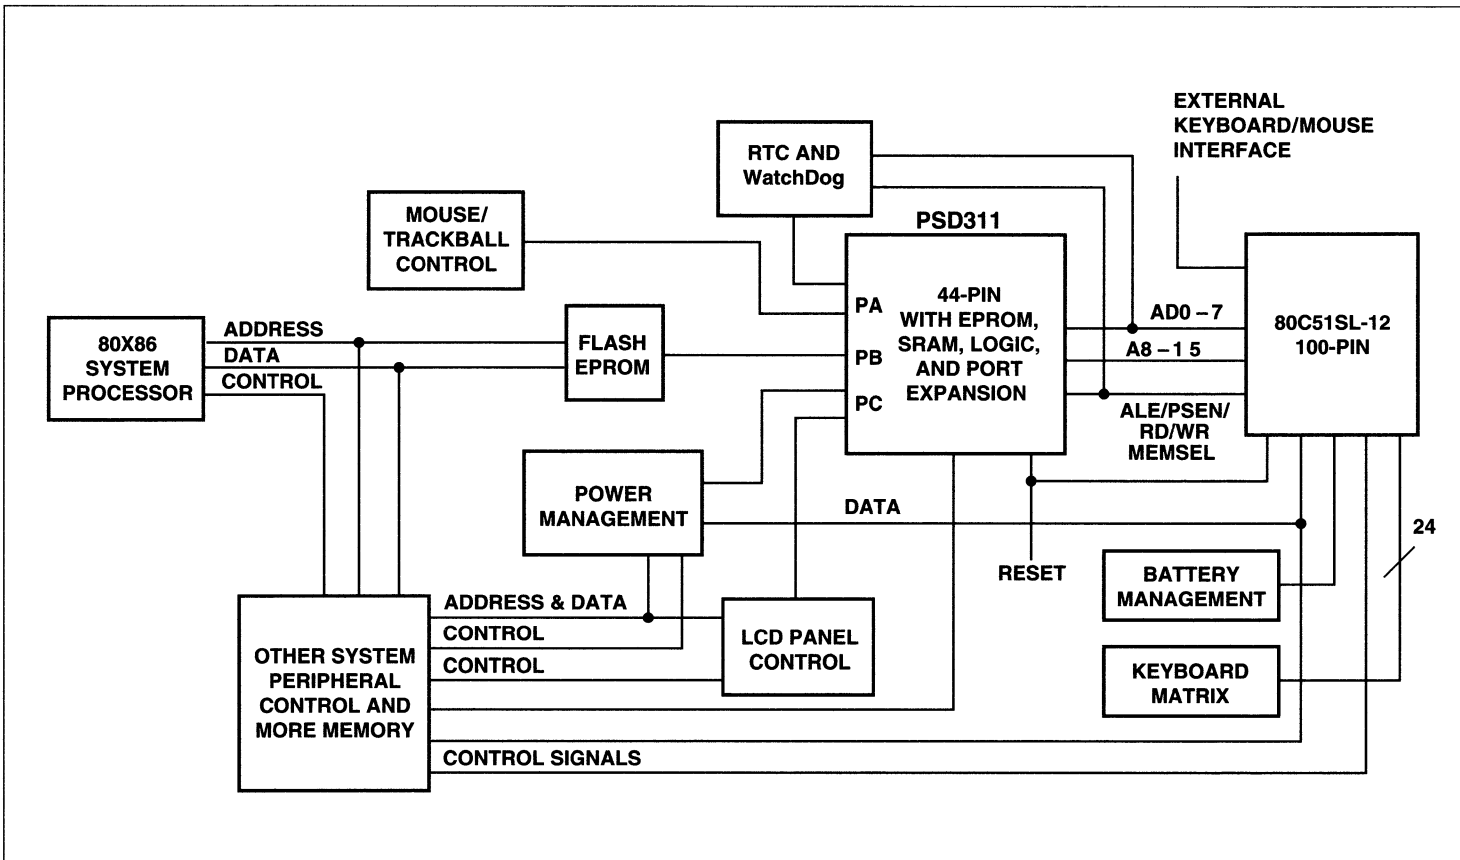 EXTERNAL
KEYBOARD/MOUSE
INTERFACE
RTC AND
WatchDog
MOUSE/
TRACKBALL
CONTROL
PSD311
44-PIN
WITH EPROM,
SRAM, LOGIC,
AND PORT
EXPANSION
PA
PB
PC
AD0 – 7
A8 – 1 5
ALE/PSEN/
RD/WR
MEMSEL
80C51SL-12
100-PIN
80X86
SYSTEM
PROCESSOR
ADDRESS
DATA
CONTROL
FLASH
EPROM
POWER
MANAGEMENT
DATA
RESET
24
BATTERY
MANAGEMENT
KEYBOARD
MATRIX
ADDRESS & DATA
CONTROL
CONTROL
LCD PANEL
CONTROL
OTHER SYSTEM
PERIPHERAL
CONTROL AND
MORE MEMORY
CONTROL SIGNALS